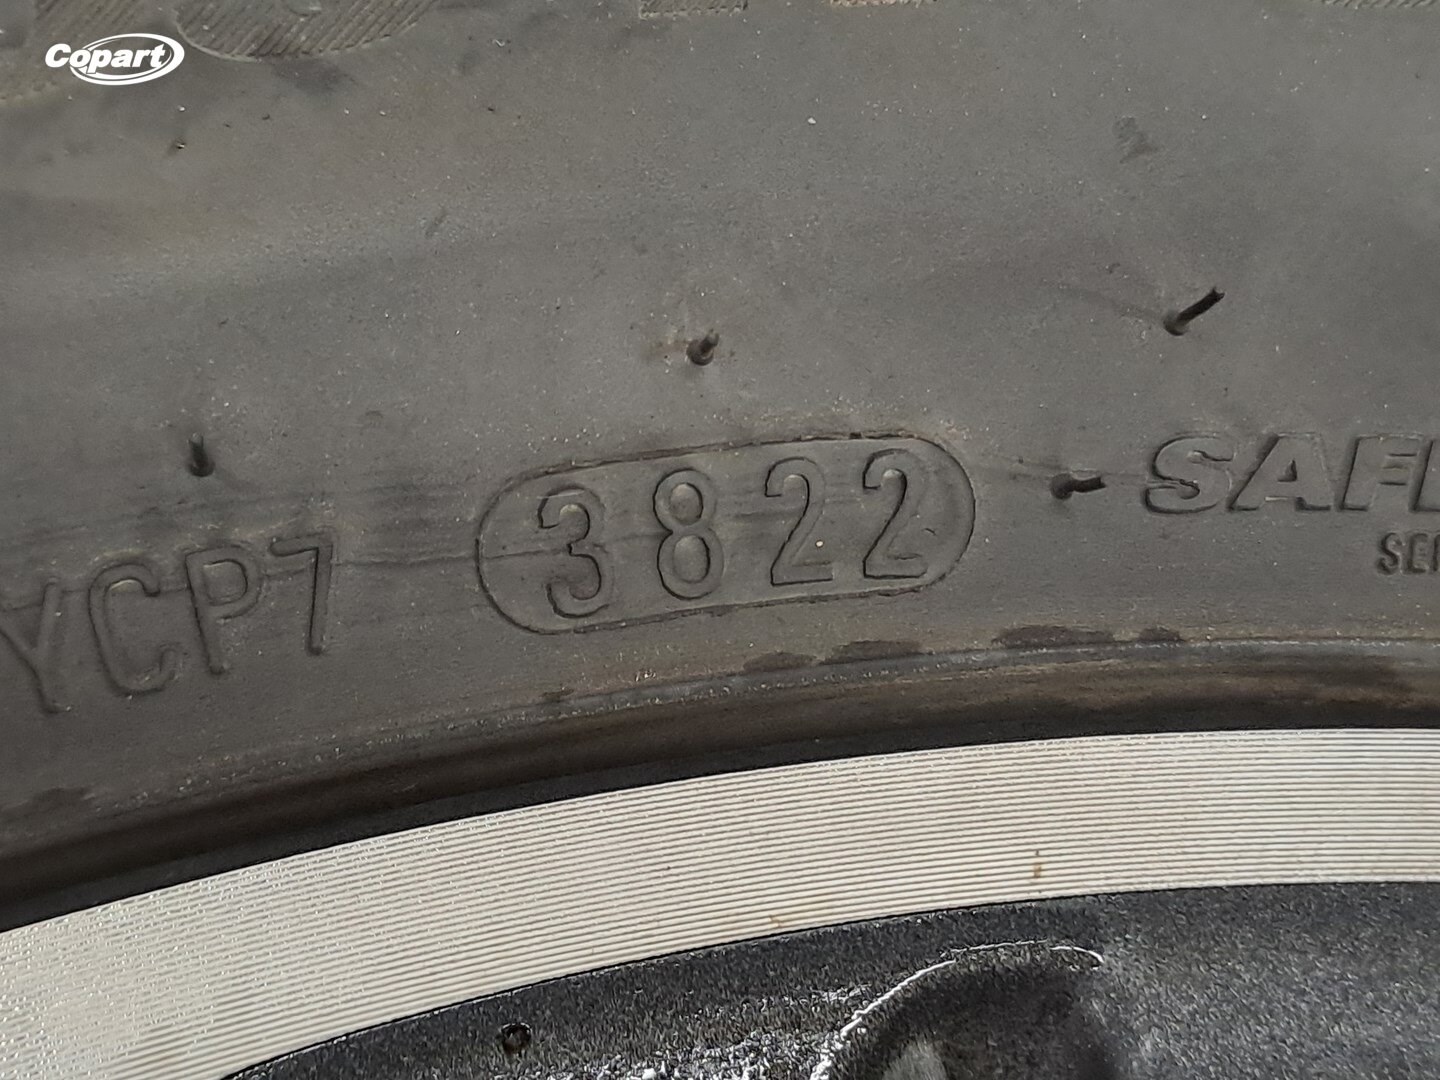 Copart
YCP7 3822 SAF
SE